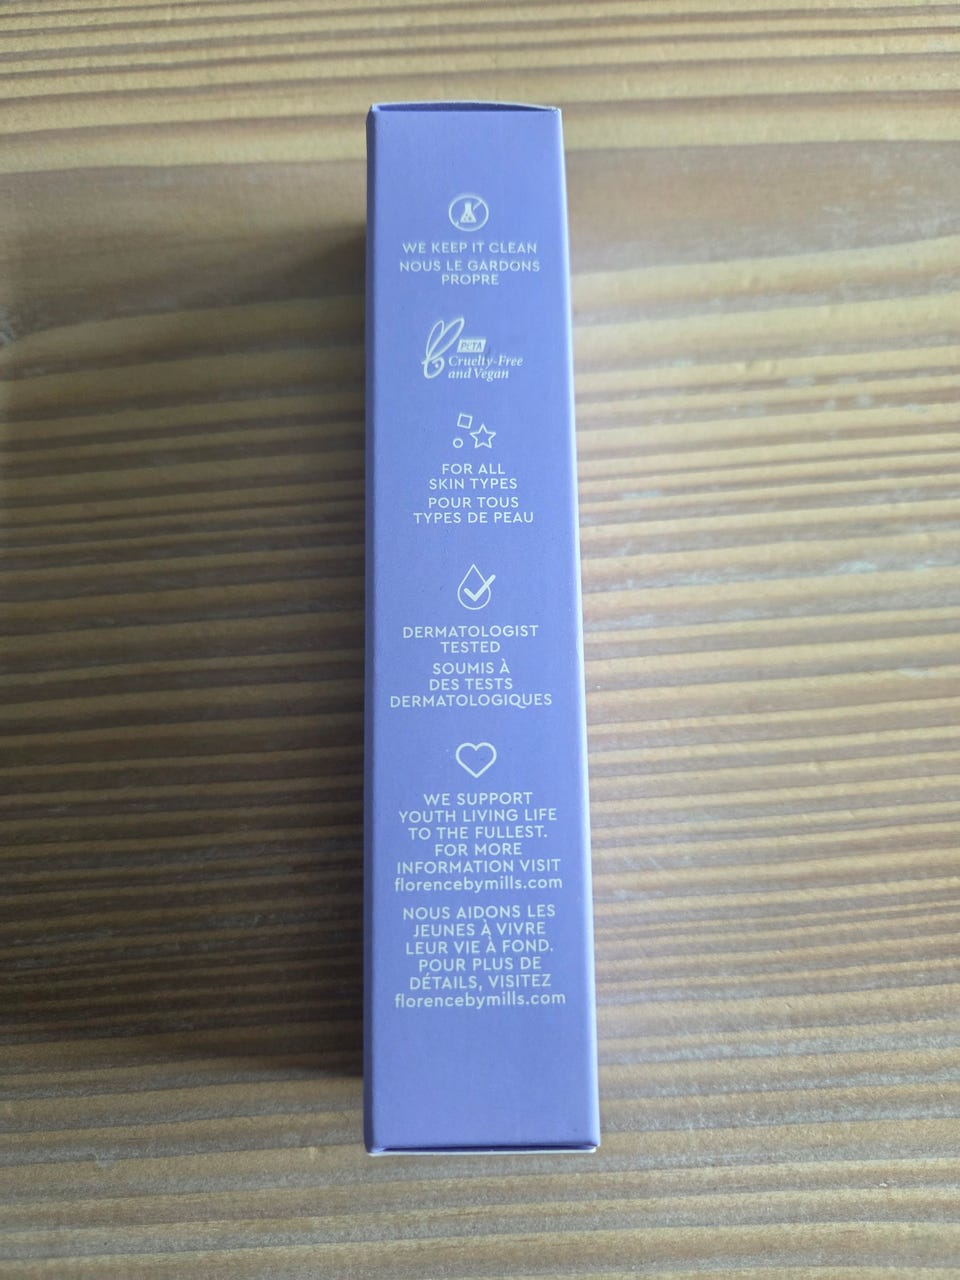 WE KEEP IT CLEAN
NOUS LE GARDONS
PROPRE
PETA
Cruelty-Free
and Vegan
FOR ALL
SKIN TYPES
POUR TOUS
TYPES DE PEAU
DERMATOLOGIST
TESTED
SOUMIS À
DES TESTS
DERMATOLOGIQUES
WE SUPPORT
YOUTH LIVING LIFE
TO THE FULLEST.
FOR MORE
INFORMATION VISIT
florencebymills.com
NOUS AIDONS LES
JEUNES À VIVRE
LEUR VIE À FOND.
POUR PLUS DE
DÉTAILS, VISITEZ
florencebymills.com